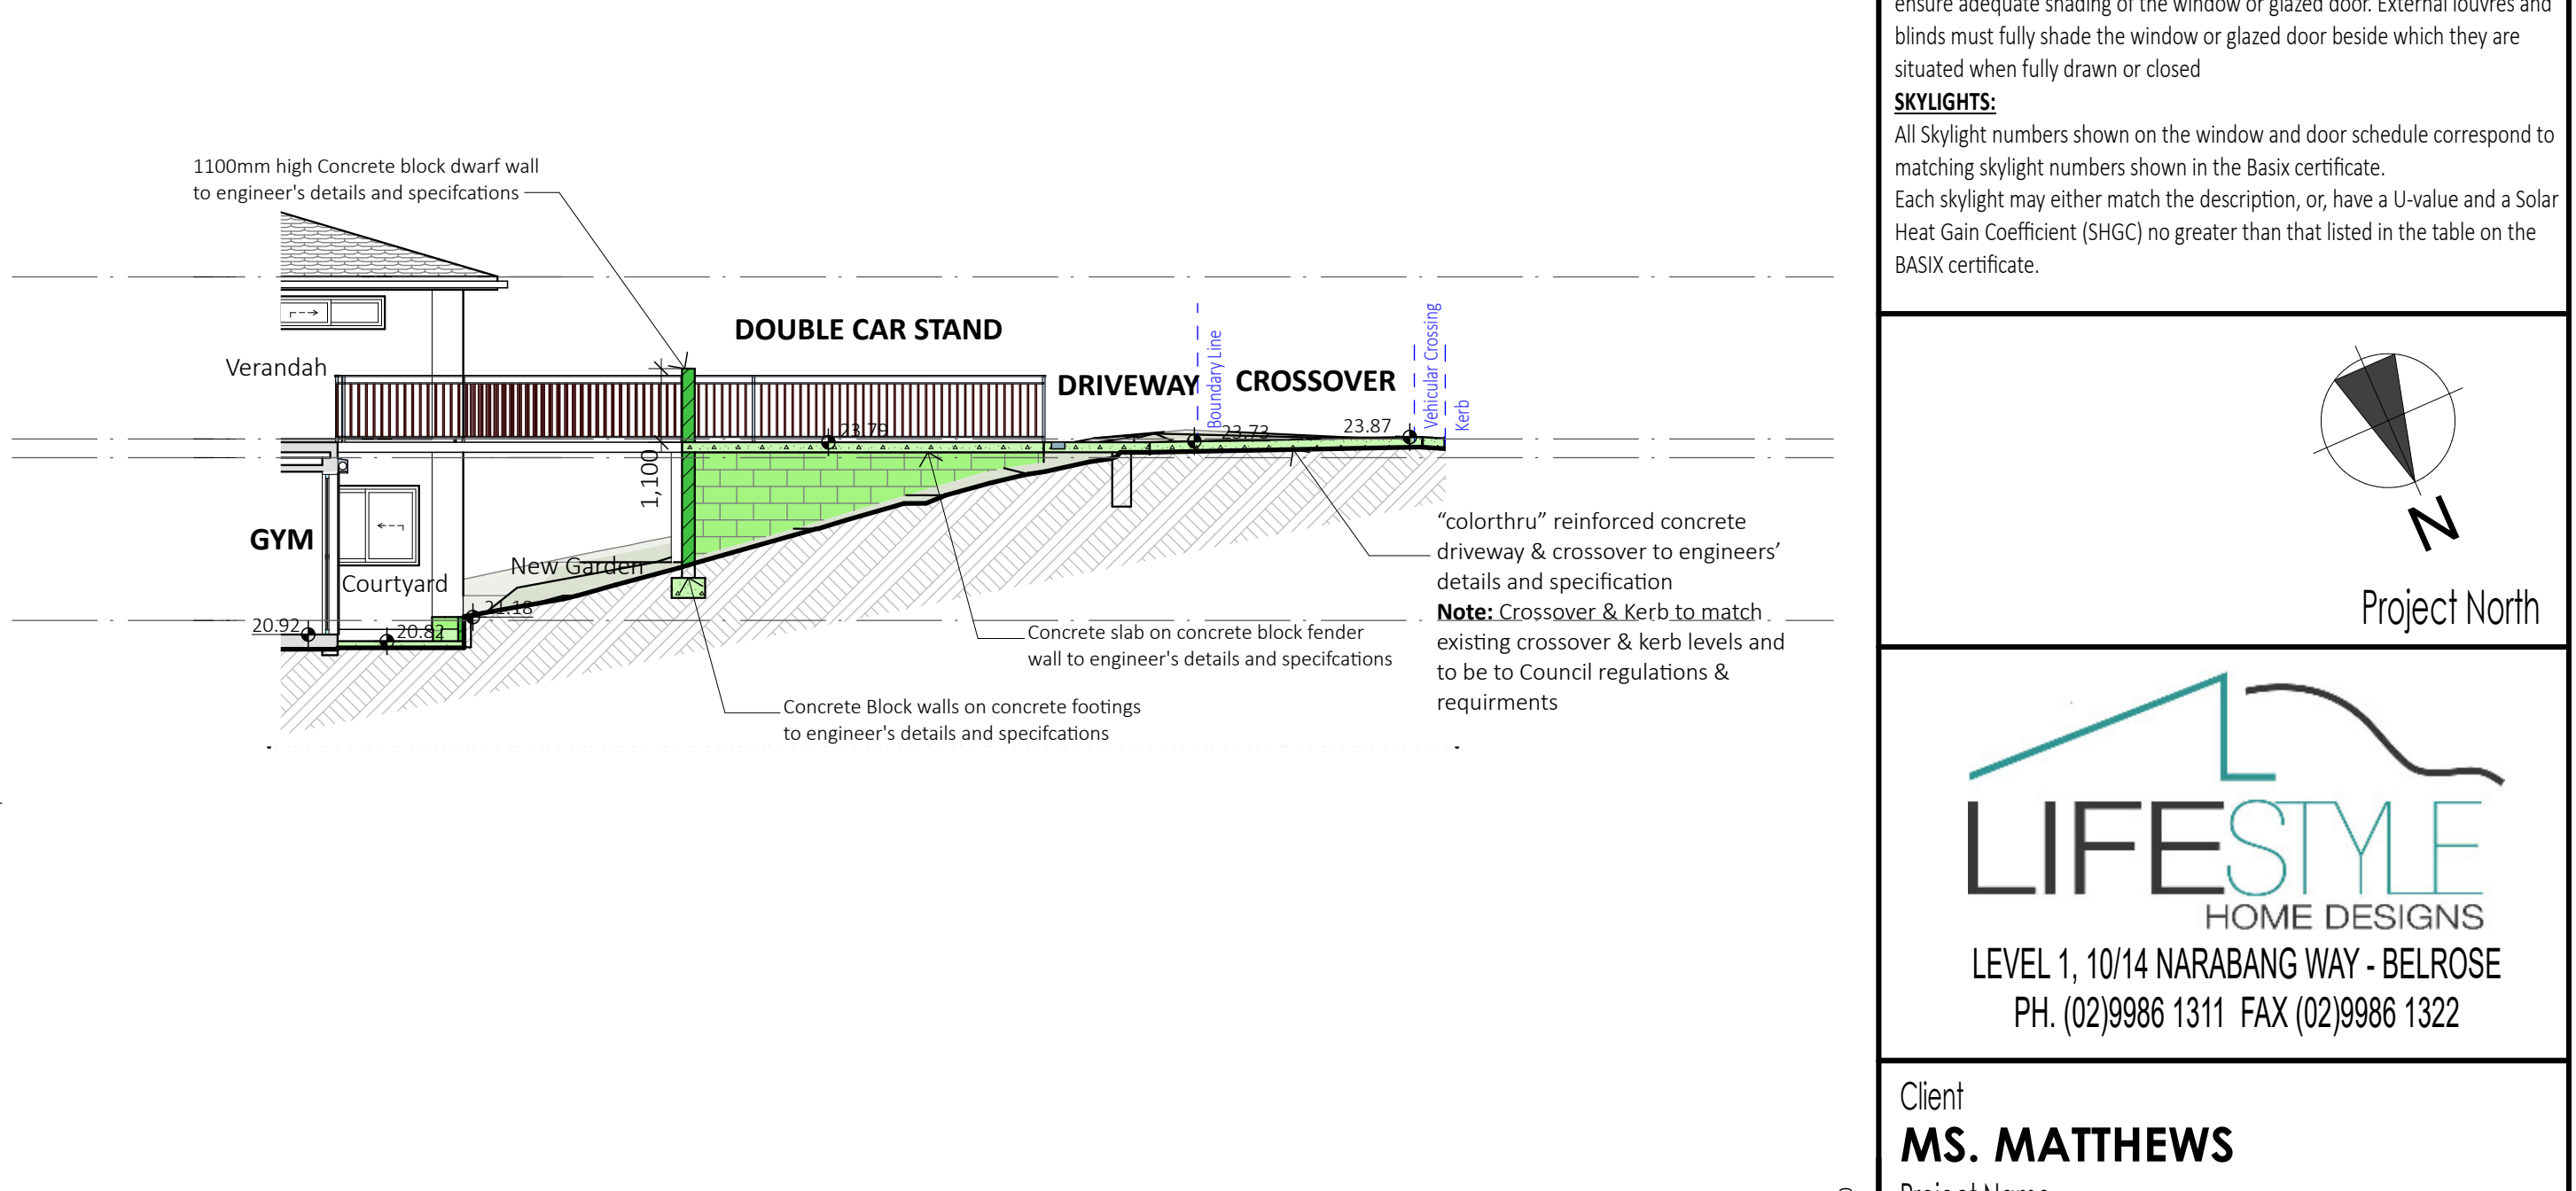 ensure adequate shading of the window or glazed door. External louvres and
blinds must fully shade the window or glazed door beside which they are
situated when fully drawn or closed
SKYLIGHTS:
All Skylight numbers shown on the window and door schedule correspond to
matching skylight numbers shown in the Basix certificate.
Each skylight may either match the description, or, have a U-value and a Solar
Heat Gain Coefficient (SHGC) no greater than that listed in the table on the
BASIX certificate.
1100mm high Concrete block dwarf wall
to engineer's details and specifcations
DOUBLE CAR STAND
Verandah
DRIVEWAY
Boundary Line
CROSSOVER
Vehicular Crossing
Kerb
23.79
23.73
23.87
1,100
GYM
New Garden
Courtyard
21.18
20.92
20.82
"colorthru" reinforced concrete
driveway & crossover to engineers'
details and specification
Note: Crossover & Kerb to match
existing crossover & kerb levels and
to be to Council regulations &
requirments
Concrete slab on concrete block fender
wall to engineer's details and specifcations
Concrete Block walls on concrete footings
to engineer's details and specifcations
N
Project North
LIFESTYLE
HOME DESIGNS
LEVEL 1, 10/14 NARABANG WAY - BELROSE
PH. (02)9986 1311 FAX (02)9986 1322
Client
MS. MATTHEWS
Project Name